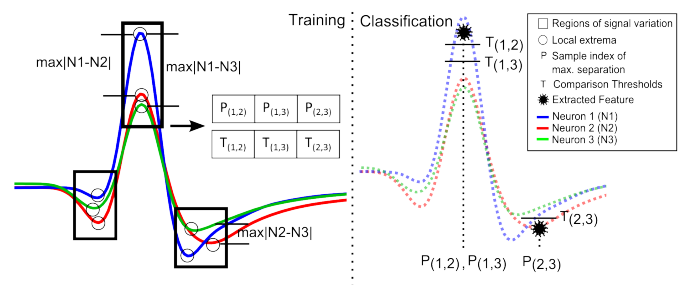 Training
Classification
max|N1-N2|
max|N1-N3|
P(1,2) P(1,3) P(2,3)
T(1,2) T(1,3) T(2,3)
max|N2-N3|
T(1,2)
T(1,3)
T(2,3)
P(1,2),P(1,3)
P(2,3)
Regions of signal variation
Local extrema
P Sample index of
max. separation
T Comparison Thresholds
Extracted Feature
Neuron 1 (N1)
Neuron 2 (N2)
Neuron 3 (N3)